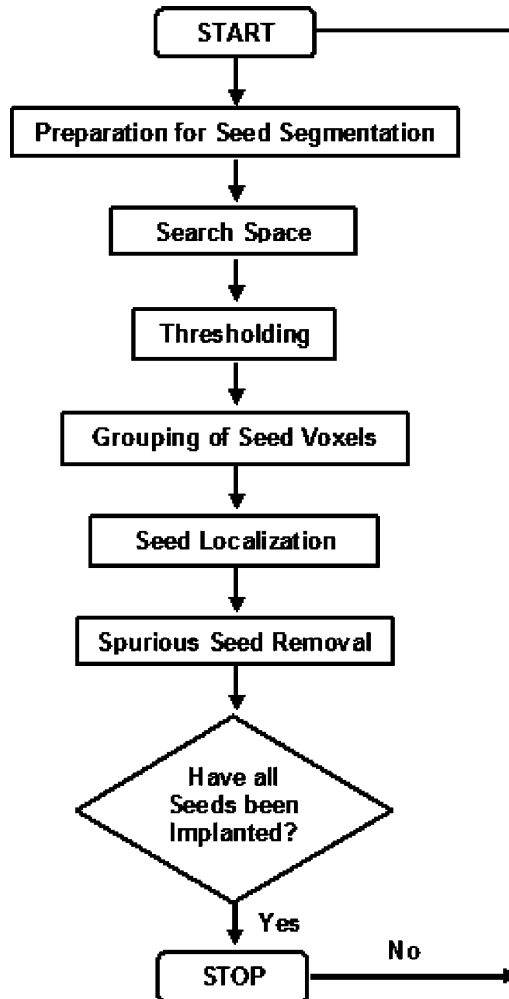 START
Preparation for Seed Segmentation
Search Space
Thresholding
Grouping of Seed Voxels
Seed Localization
Spurious Seed Removal
Have all
Seeds been
Implanted?
Yes
No
STOP